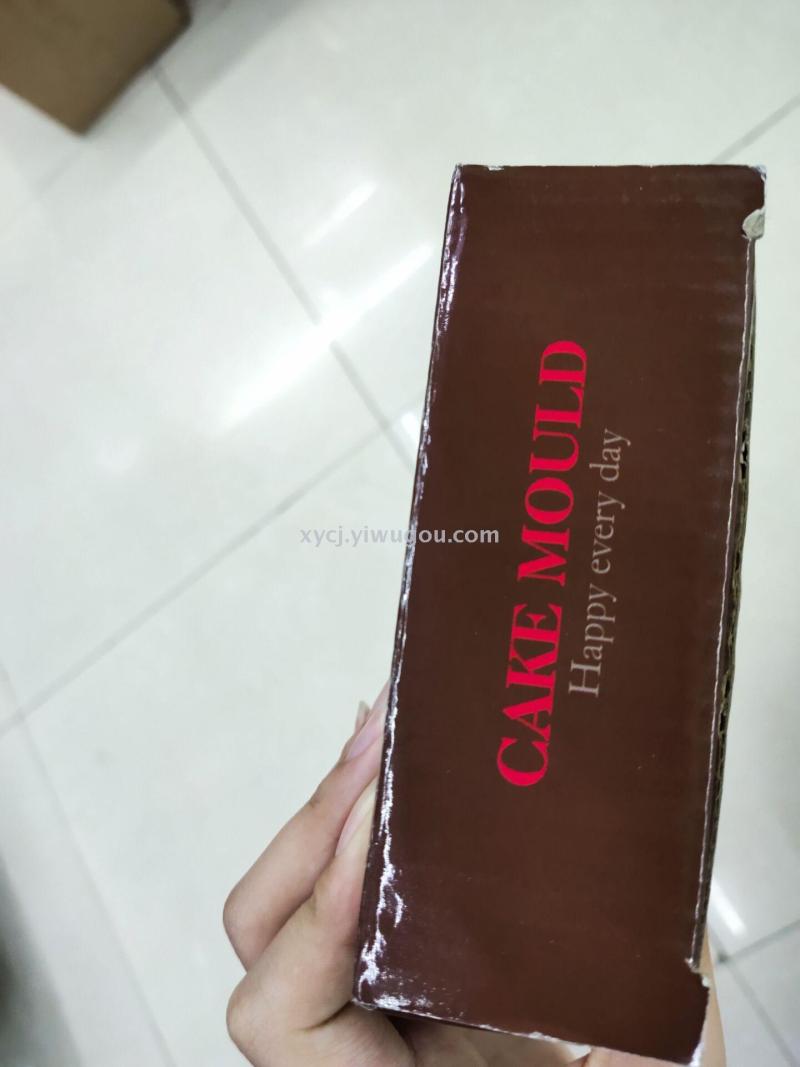 CAKE MOULD
Happy every day
xycj.yiwugou.com